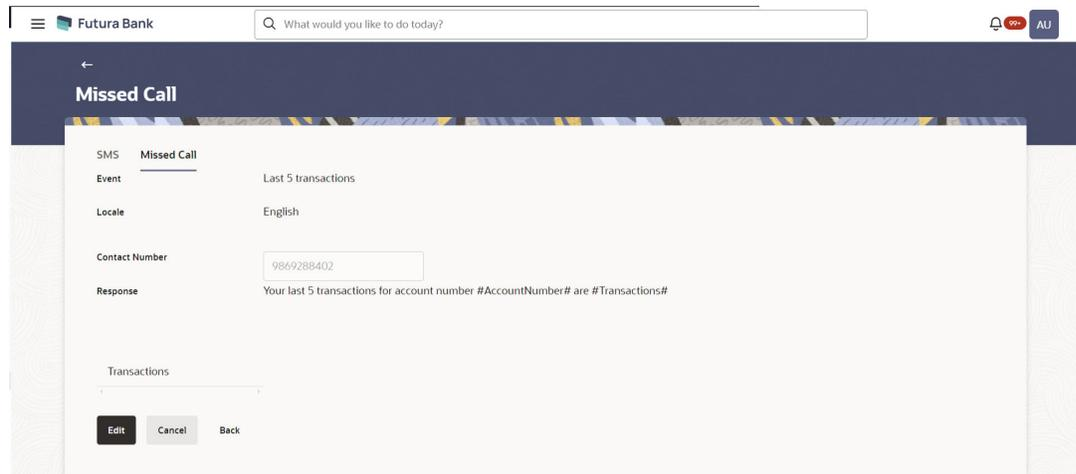 Futura Bank
What would you like to do today?
99+
AU
Missed Call
SMS Missed Call
Event Last 5 transactions
Locale English
Contact Number
9869288402
Response Your last 5 transactions for account number #AccountNumber# are #Transactions#
Transactions
Edit Cancel Back